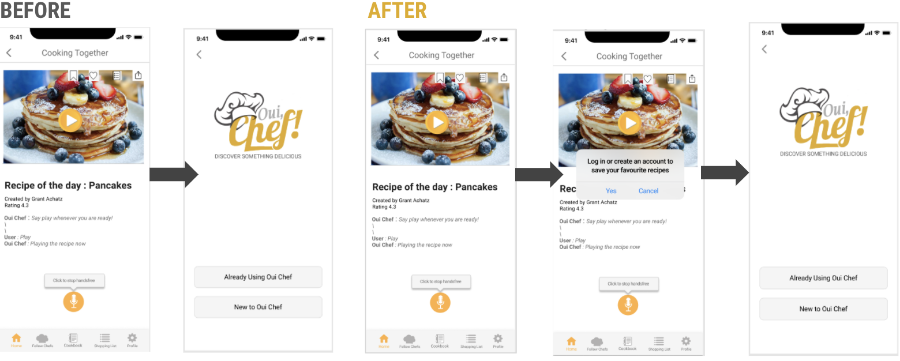 BEFORE
9:41
Cooking Together
Recipe of the day : Pancakes
Created by Grant Achatz
Rating 4.3
Oui Chef : Say play whenever you are ready!
\
\
User : Play
Oui Chef : Playing the recipe now
Click to stop handsfree
Home
Follow Chefs
Cookbook
Shopping List
Profile
9:41
Oui,
Chef!
DISCOVER SOMETHING DELICIOUS
Already Using Oui Chef
New to Oui Chef
AFTER
9:41
Cooking Together
Recipe of the day : Pancakes
Created by Grant Achatz
Rating 4.3
Oui Chef : Say play whenever you are ready!
\
\
User : Play
Oui Chef : Playing the recipe now
Click to stop handsfree
Home
Follow Chefs
Cookbook
Shopping List
Profile
9:41
Cooking Together
Log in or create an account to
save your favourite recipes
Yes
Cancel
Rec
s
Created by Grant Achatz
Rating 4.3
Oui Chef : Say play whenever you are ready!
\
\
User : Play
Oui Chef : Playing the recipe now
Click to stop handsfree
Home
Follow Chefs
Cookbook
Shopping List
Profile
9:41
Oui,
Chef!
DISCOVER SOMETHING DELICIOUS
Already Using Oui Chef
New to Oui Chef